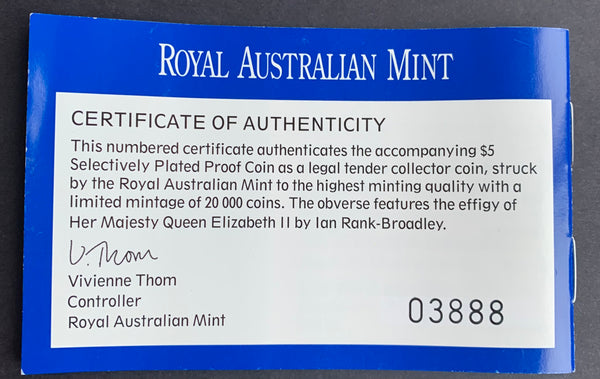 ROYAL AUSTRALIAN MINT
CERTIFICATE OF AUTHENTICITY
This numbered certificate authenticates the accompanying $5
Selectively Plated Proof Coin as a legal tender collector coin, struck
by the Royal Australian Mint to the highest minting quality with a
limited mintage of 20 000 coins. The obverse features the effigy of
Her Majesty Queen Elizabeth II by Ian Rank-Broadley.
V. Thom
Vivienne Thom
Controller
Royal Australian Mint
03888